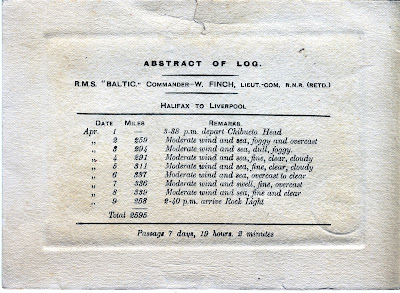 ABSTRACT OF LOG.
R.M.S. "BALTIC." COMMANDER—W. FINCH, LIEUT.-COM. R.N.R. (RETD.)
HALIFAX TO LIVERPOOL
DATE MILES REMARKS.
Apr. 1 — 3-38 p.m. depart Chibucto Head
„ 2 259 Moderate wind and sea, foggy and overcast
„ 3 294 Moderate wind and sea, dull, foggy.
„ 4 291 Moderate wind and sea, fine, clear, cloudy
„ 5 311 Moderate wind and sea, fine, clear, cloudy
„ 6 337 Moderate wind and sea, overcast to clear
„ 7 326 Moderate wind and swell, fine, overcast
„ 8 339 Moderate wind and sea, fine and clear
„ 9 258 2-40 p.m. arrive Rock Light
Total 2595
Passage 7 days, 19 hours. 2 minutes